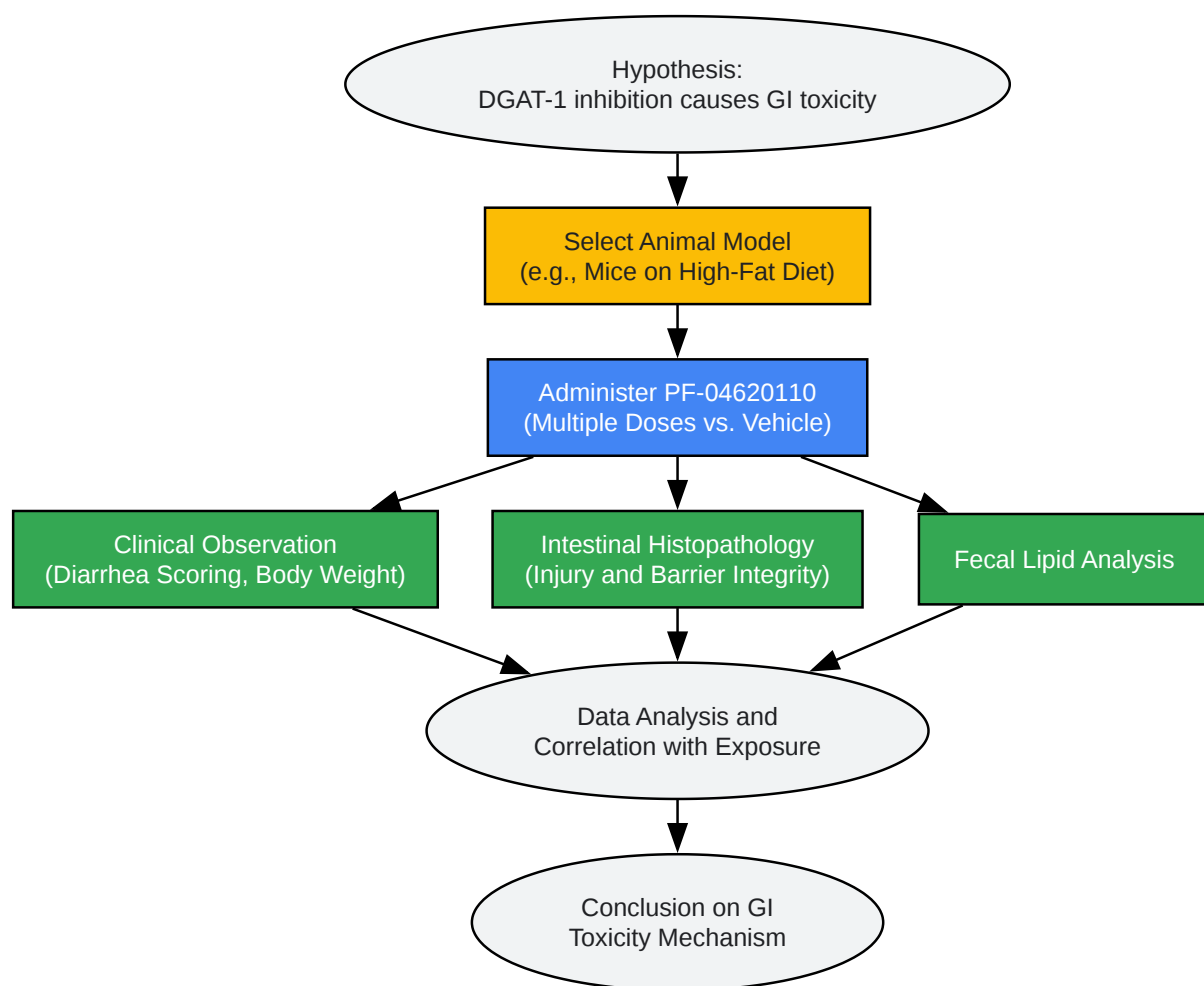 Hypothesis:
DGAT-1 inhibition causes GI toxicity
Select Animal Model
(e.g., Mice on High-Fat Diet)
Administer PF-04620110
(Multiple Doses vs. Vehicle)
Clinical Observation
(Diarrhea Scoring, Body Weight)
Intestinal Histopathology
(Injury and Barrier Integrity)
Fecal Lipid Analysis
Data Analysis and
Correlation with Exposure
Conclusion on GI
Toxicity Mechanism